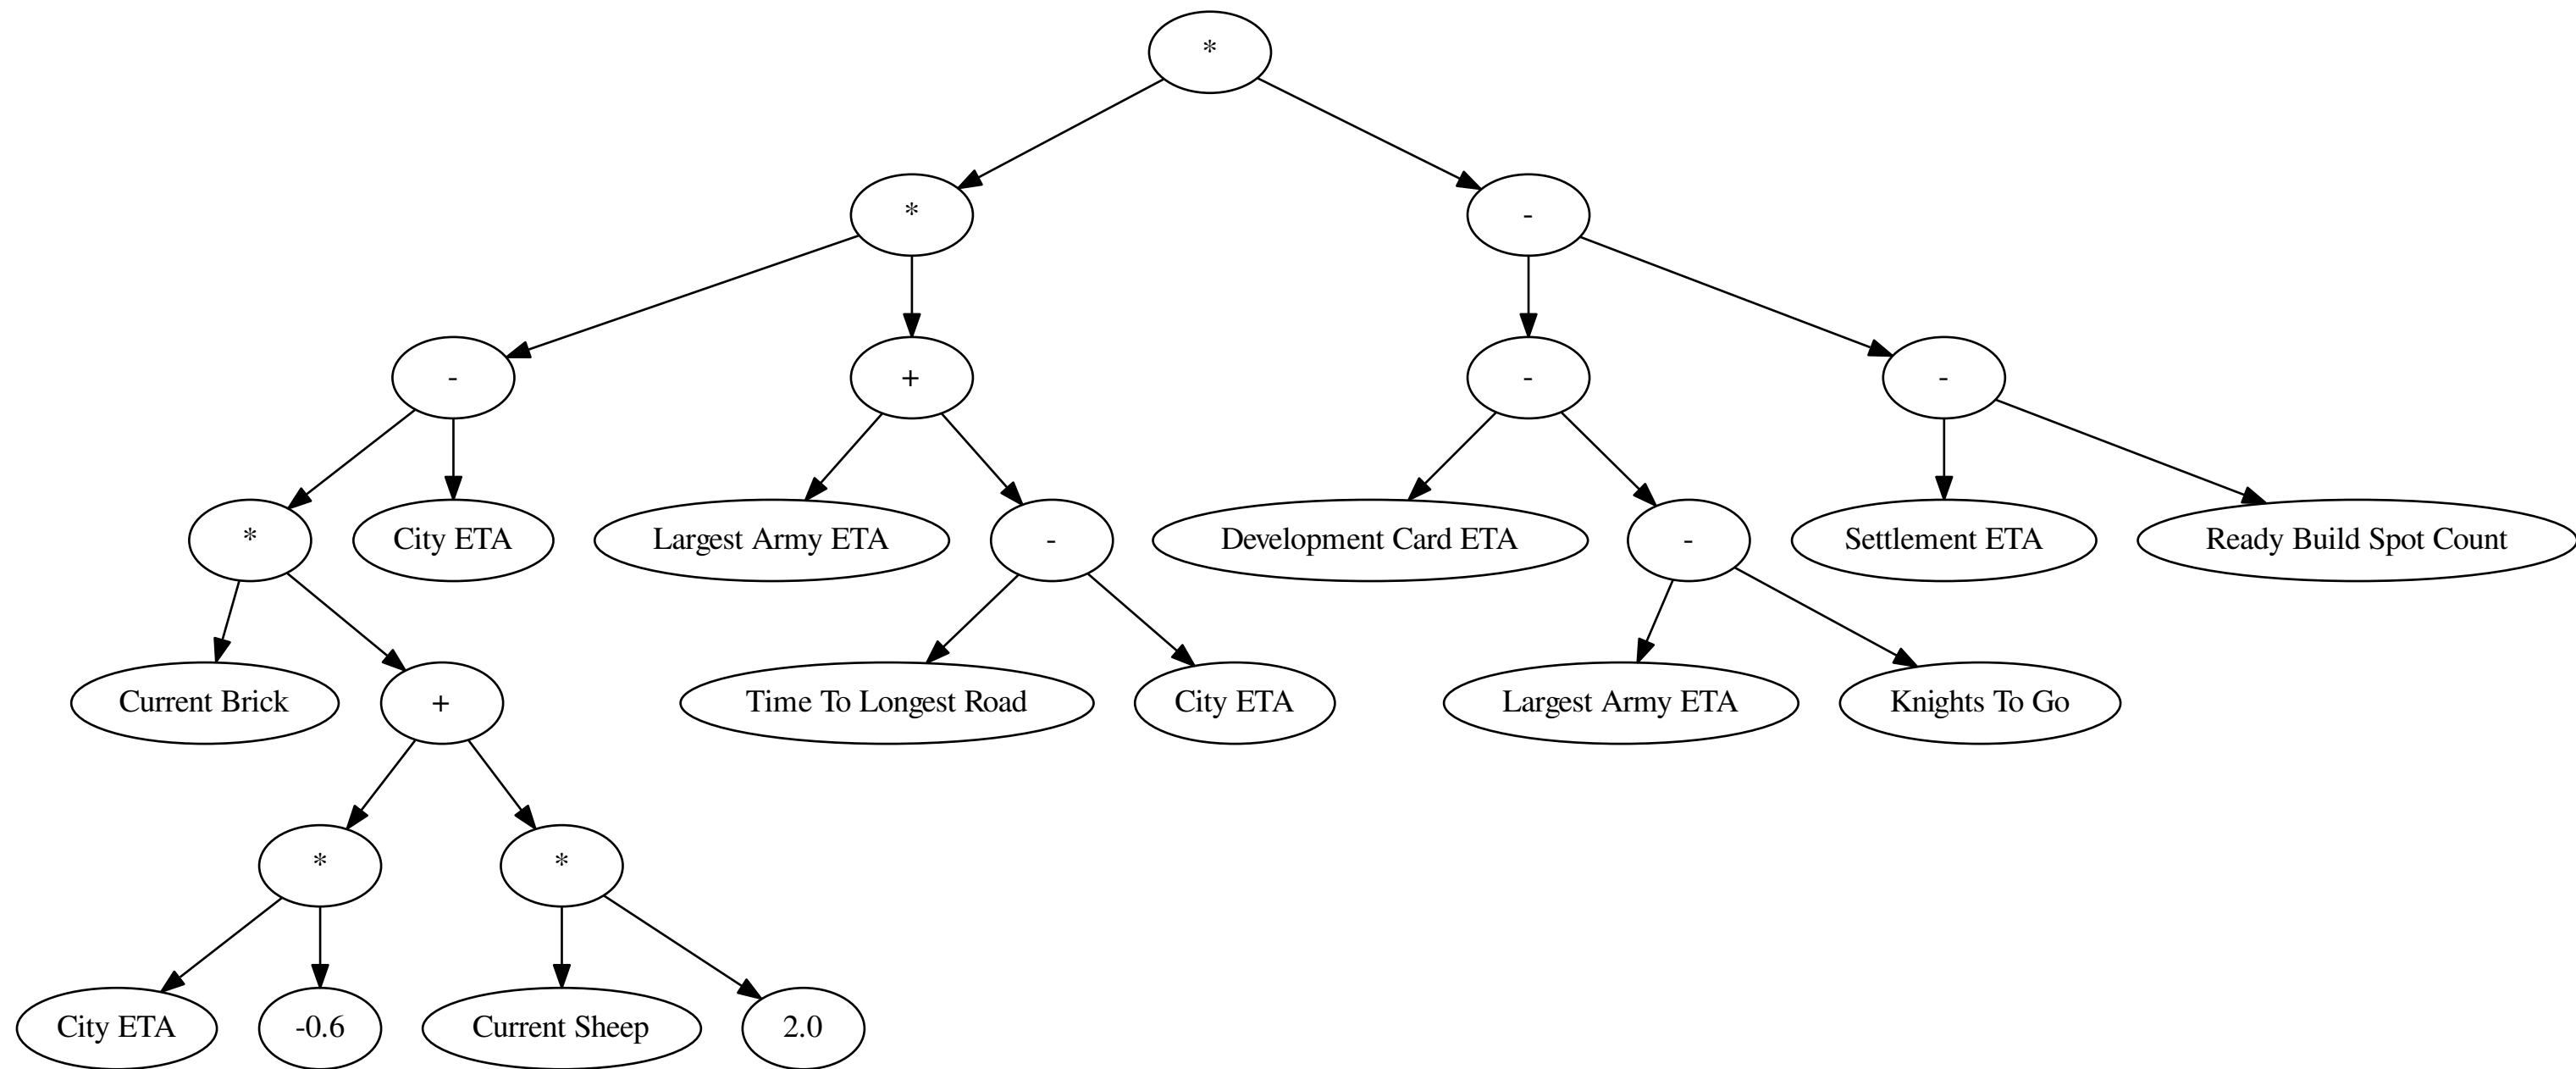 *
*
-
-
+
-
-
*
City ETA
Largest Army ETA
-
Development Card ETA
-
Settlement ETA
Ready Build Spot Count
Current Brick
+
Time To Longest Road
City ETA
Largest Army ETA
Knights To Go
*
*
City ETA
-0.6
Current Sheep
2.0